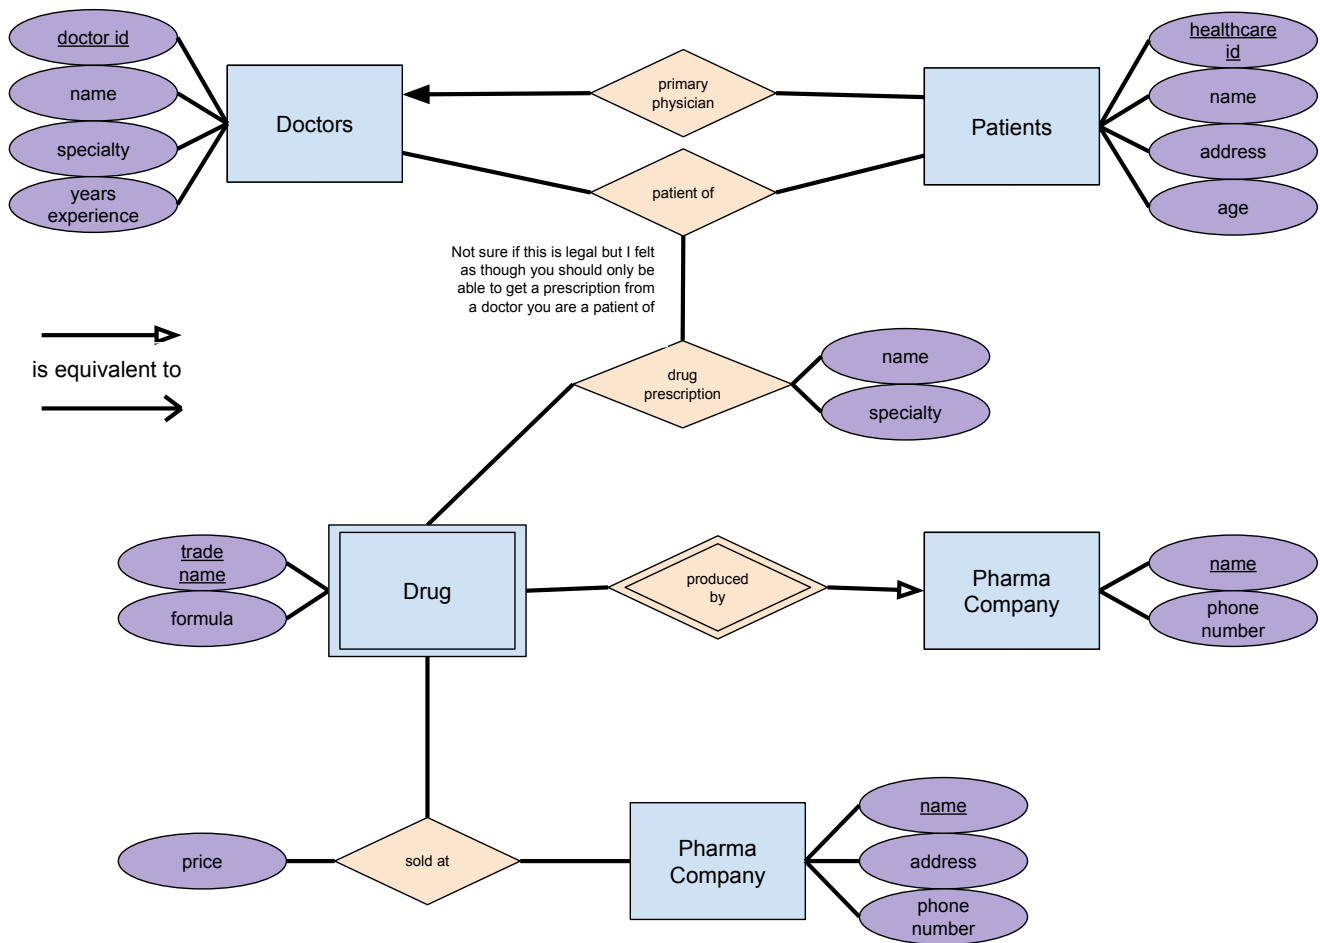 doctor id
name
specialty
years
experience
Doctors
primary
physician
patient of
Patients
healthcare
id
name
address
age
Not sure if this is legal but I felt
as though you should only be
able to get a prescription from
a doctor you are a patient of
is equivalent to
drug
prescription
name
specialty
trade
name
formula
Drug
produced
by
Pharma
Company
name
phone
number
price
sold at
Pharma
Company
name
address
phone
number